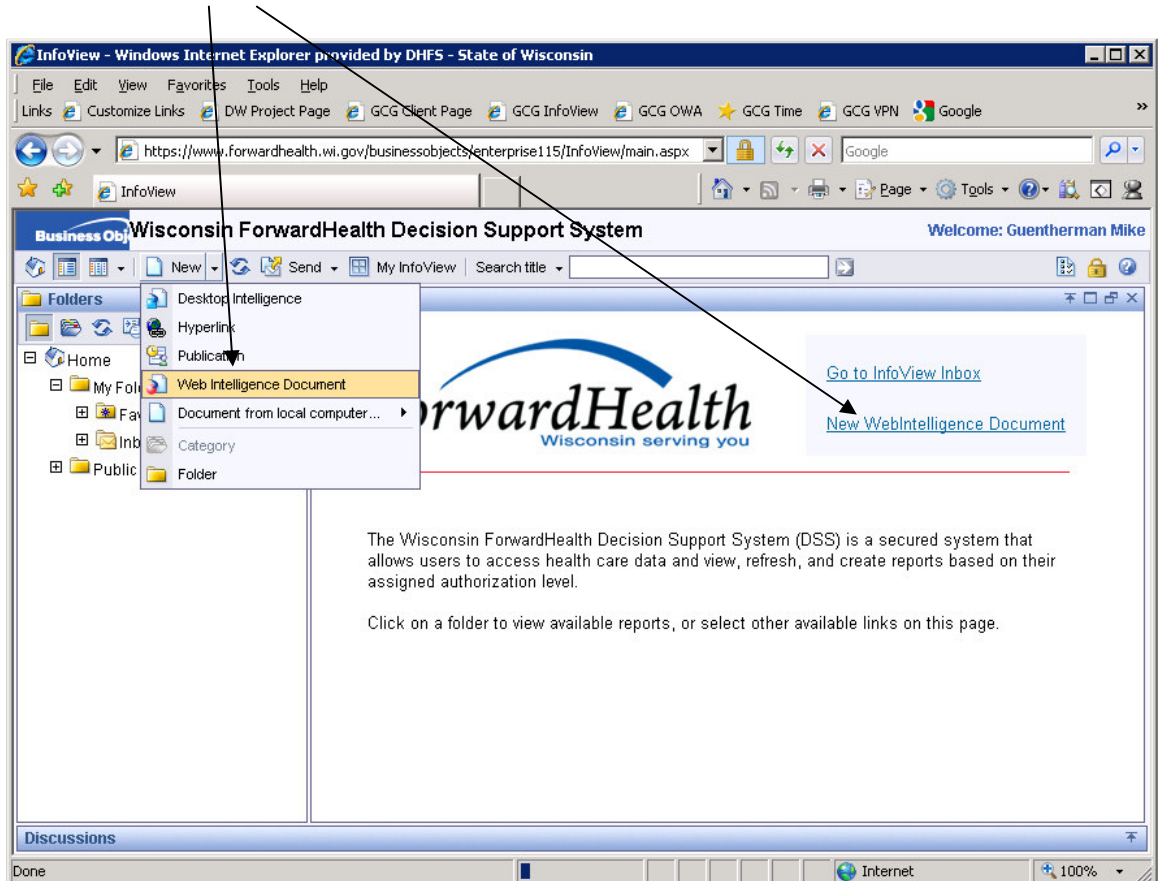 InfoView - Windows Internet Explorer provided by DHFS - State of Wisconsin
File Edit View Favorites Tools Help
Links Customize Links DW Project Page GCG Client Page GCG InfoView GCG OWA GCG Time GCG VPN Google »
https://www.forwardhealth.wi.gov/businessobjects/enterprise115/InfoView/main.aspx Google
InfoView Page Tools
Business Obj Wisconsin ForwardHealth Decision Support System Welcome: Guentherman Mike
New Send My InfoView Search title
Folders
Desktop Intelligence
Hyperlink
Publication
Web Intelligence Document
Document from local computer...
Category
Folder
Home
My Fol
Fav
Inb
Public
orwardHealth
Wisconsin serving you
Go to InfoView Inbox
New WebIntelligence Document
The Wisconsin ForwardHealth Decision Support System (DSS) is a secured system that
allows users to access health care data and view, refresh, and create reports based on their
assigned authorization level.
Click on a folder to view available reports, or select other available links on this page.
Discussions
Done Internet 100%